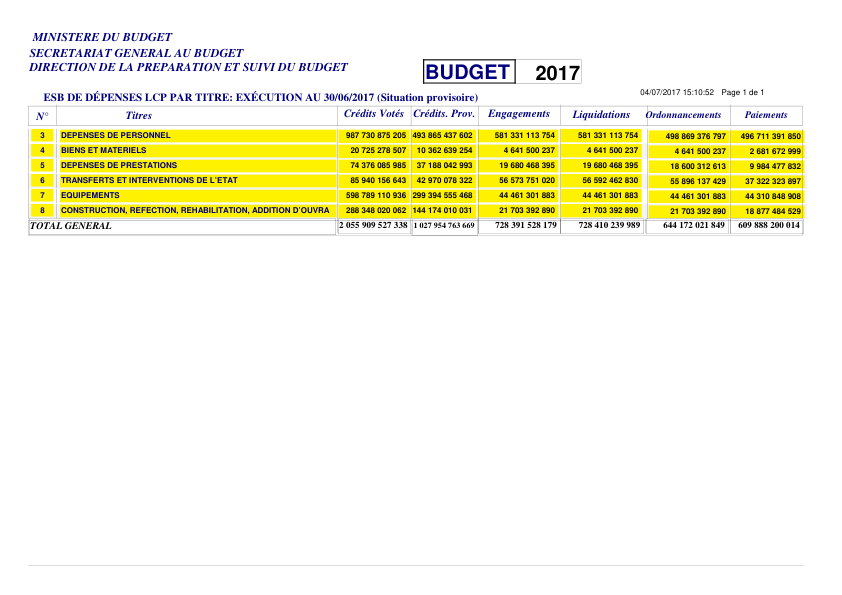 MINISTERE DU BUDGET
SECRETARIAT GENERAL AU BUDGET
DIRECTION DE LA PREPARATION ET SUIVI DU BUDGET
BUDGET 2017
04/07/2017 15:10:52 Page 1 de 1
ESB DE DÉPENSES LCP PAR TITRE: EXÉCUTION AU 30/06/2017 (Situation provisoire)
N° Titres Crédits Votés Crédits. Prov. Engagements Liquidations Ordonnancements Paiements
3 DEPENSES DE PERSONNEL 987 730 875 205 493 865 437 602 581 331 113 754 581 331 113 754 498 869 376 797 496 711 391 850
4 BIENS ET MATERIELS 20 725 278 507 10 362 639 254 4 641 500 237 4 641 500 237 4 641 500 237 2 681 672 999
5 DEPENSES DE PRESTATIONS 74 376 085 985 37 188 042 993 19 680 468 395 19 680 468 395 18 600 312 613 9 984 477 832
6 TRANSFERTS ET INTERVENTIONS DE L'ETAT 85 940 156 643 42 970 078 322 56 573 751 020 56 592 462 830 55 896 137 429 37 322 323 897
7 EQUIPEMENTS 598 789 110 936 299 394 555 468 44 461 301 883 44 461 301 883 44 461 301 883 44 310 848 908
8 CONSTRUCTION, REFECTION, REHABILITATION, ADDITION D'OUVRA 288 348 020 062 144 174 010 031 21 703 392 890 21 703 392 890 21 703 392 890 18 877 484 529
TOTAL GENERAL 2 055 909 527 338 1 027 954 763 669 728 391 528 179 728 410 239 989 644 172 021 849 609 888 200 014